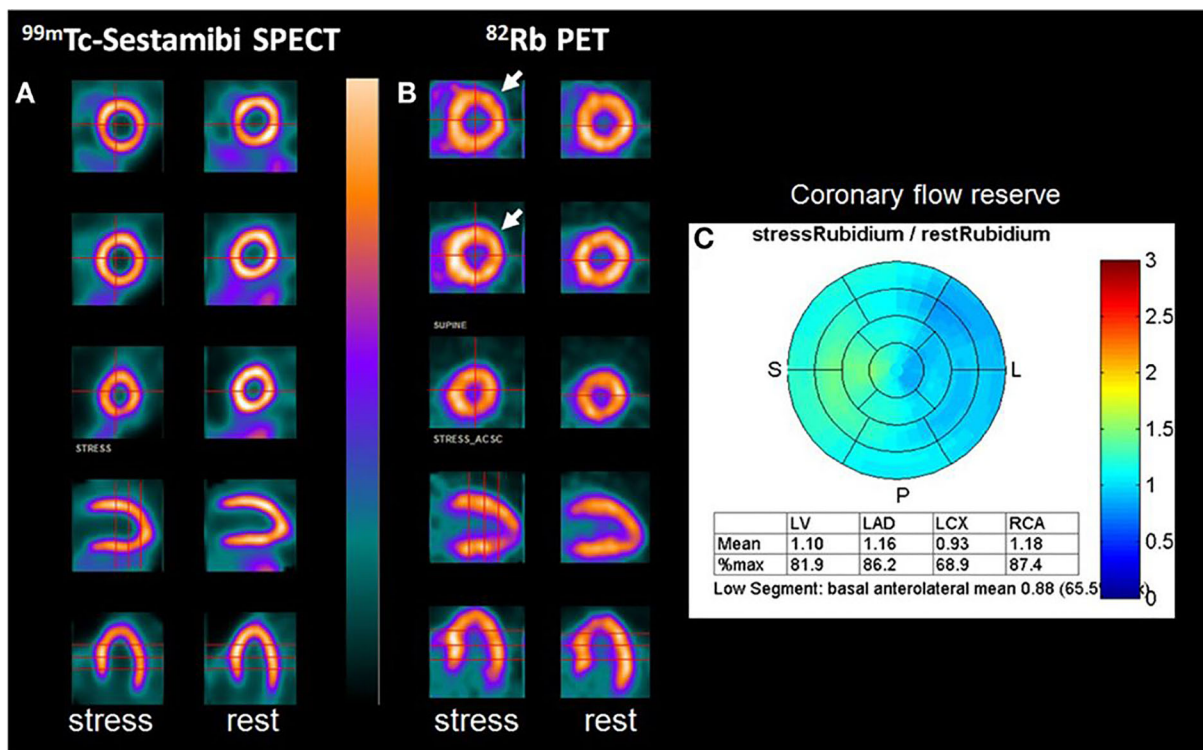 99mTc-Sestamibi SPECT
82Rb PET
A
B
SUPINE
STRESS
STRESS_ACSC
stress
rest
stress
rest
Coronary flow reserve
C
stressRubidium / restRubidium
S
L
P
3
2.5
2
1.5
1
0.5
0
LV LAD LCX RCA
Mean 1.10 1.16 0.93 1.18
%max 81.9 86.2 68.9 87.4
Low Segment: basal anterolateral mean 0.88 (65.5